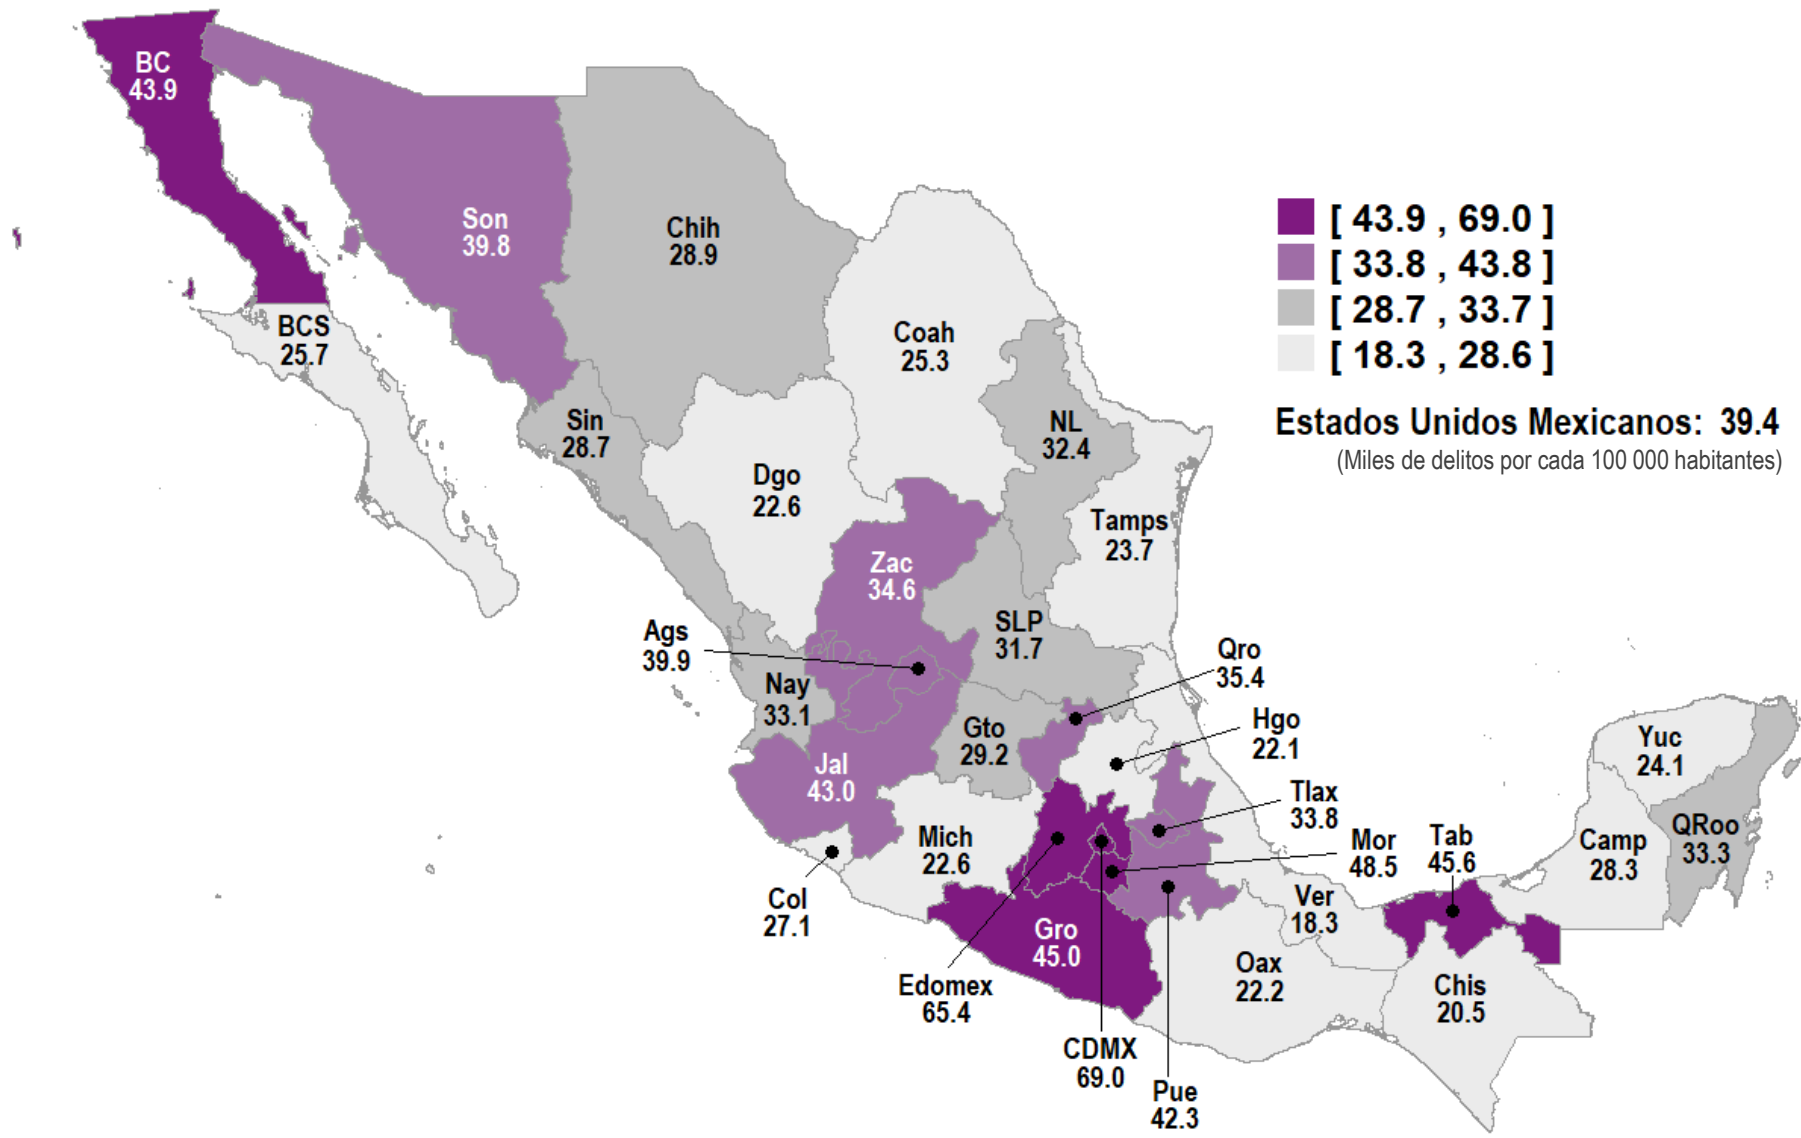 BC
43.9
Son
39.8
Chih
28.9
[ 43.9 , 69.0 ]
[ 33.8 , 43.8 ]
[ 28.7 , 33.7 ]
[ 18.3 , 28.6 ]
Estados Unidos Mexicanos: 39.4
(Miles de delitos por cada 100 000 habitantes)
BCS
25.7
Coah
25.3
Sin
28.7
NL
32.4
Dgo
22.6
Tamps
23.7
Zac
34.6
Ags
39.9
SLP
31.7
Qro
35.4
Nay
33.1
Gto
29.2
Hgo
22.1
Yuc
24.1
Jal
43.0
Tlax
33.8
Mich
22.6
Mor
48.5
Tab
45.6
Camp
28.3
QRoo
33.3
Col
27.1
Ver
18.3
Gro
45.0
Edomex
65.4
Oax
22.2
Chis
20.5
CDMX
69.0
Pue
42.3